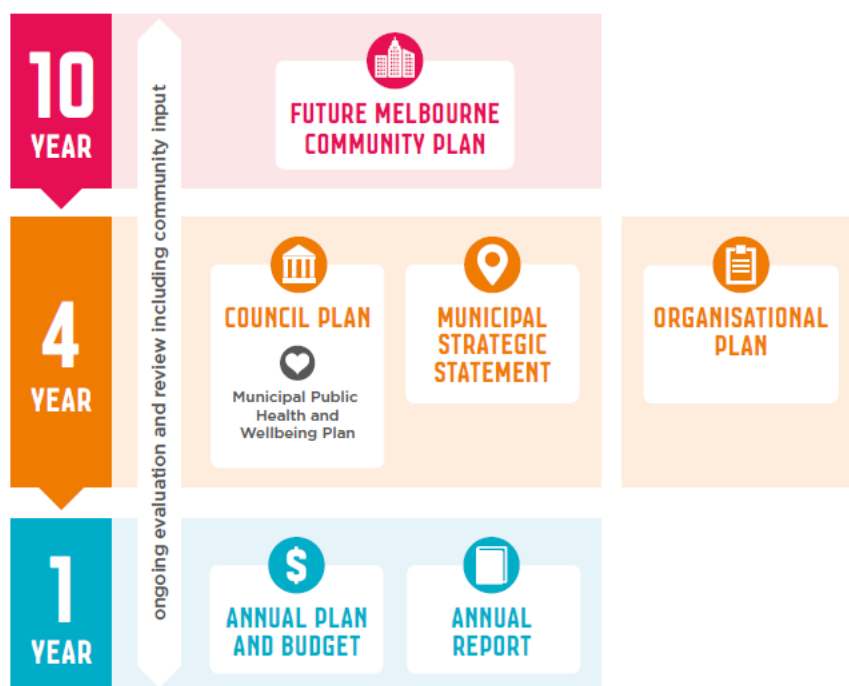 10
YEAR
ongoing evaluation and review including community input
FUTURE MELBOURNE
COMMUNITY PLAN
4
YEAR
COUNCIL PLAN
Municipal Public
Health and
Wellbeing Plan
MUNICIPAL
STRATEGIC
STATEMENT
ORGANISATIONAL
PLAN
1
YEAR
$
ANNUAL PLAN
AND BUDGET
ANNUAL
REPORT